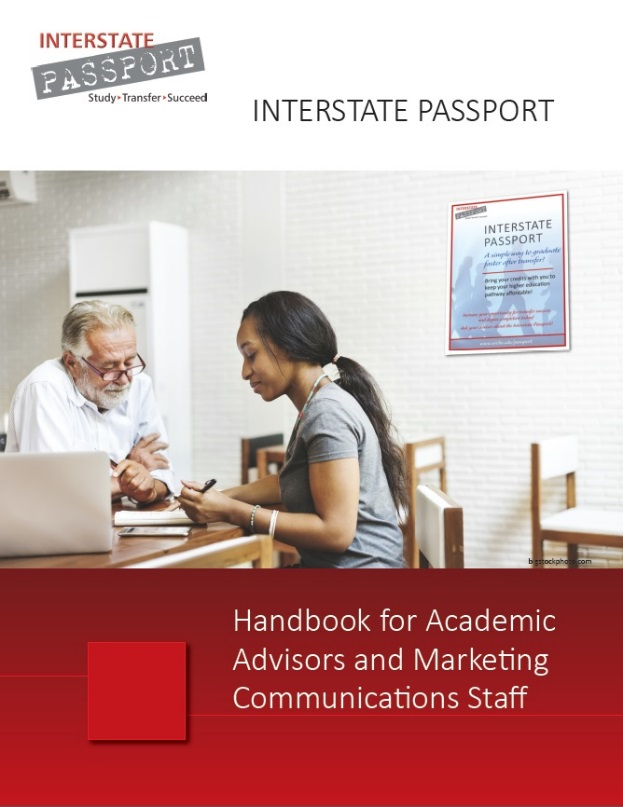 INTERSTATE
PASSPORT
Study▸Transfer▸Succeed
INTERSTATE PASSPORT
INTERSTATE
PASSPORT
INTERSTATE
PASSPORT
A simple way to graduate
faster after transfer!
Bring your credits with you to
keep your higher education
pathway affordable!
bigstockphoto.com
Handbook for Academic
Advisors and Marketing
Communications Staff